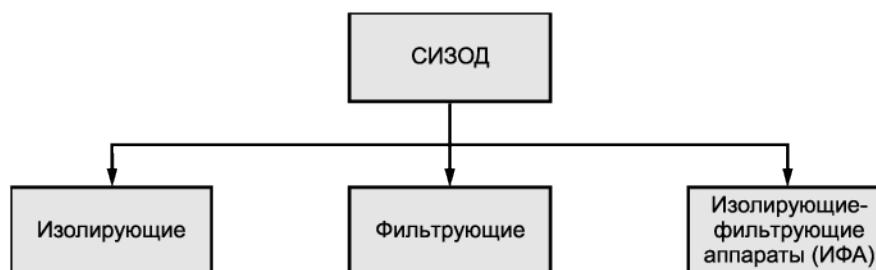 СИЗОД
Изолирующие
Фильтрующие
Изолирующие-
фильтрующие
аппараты (ИФА)